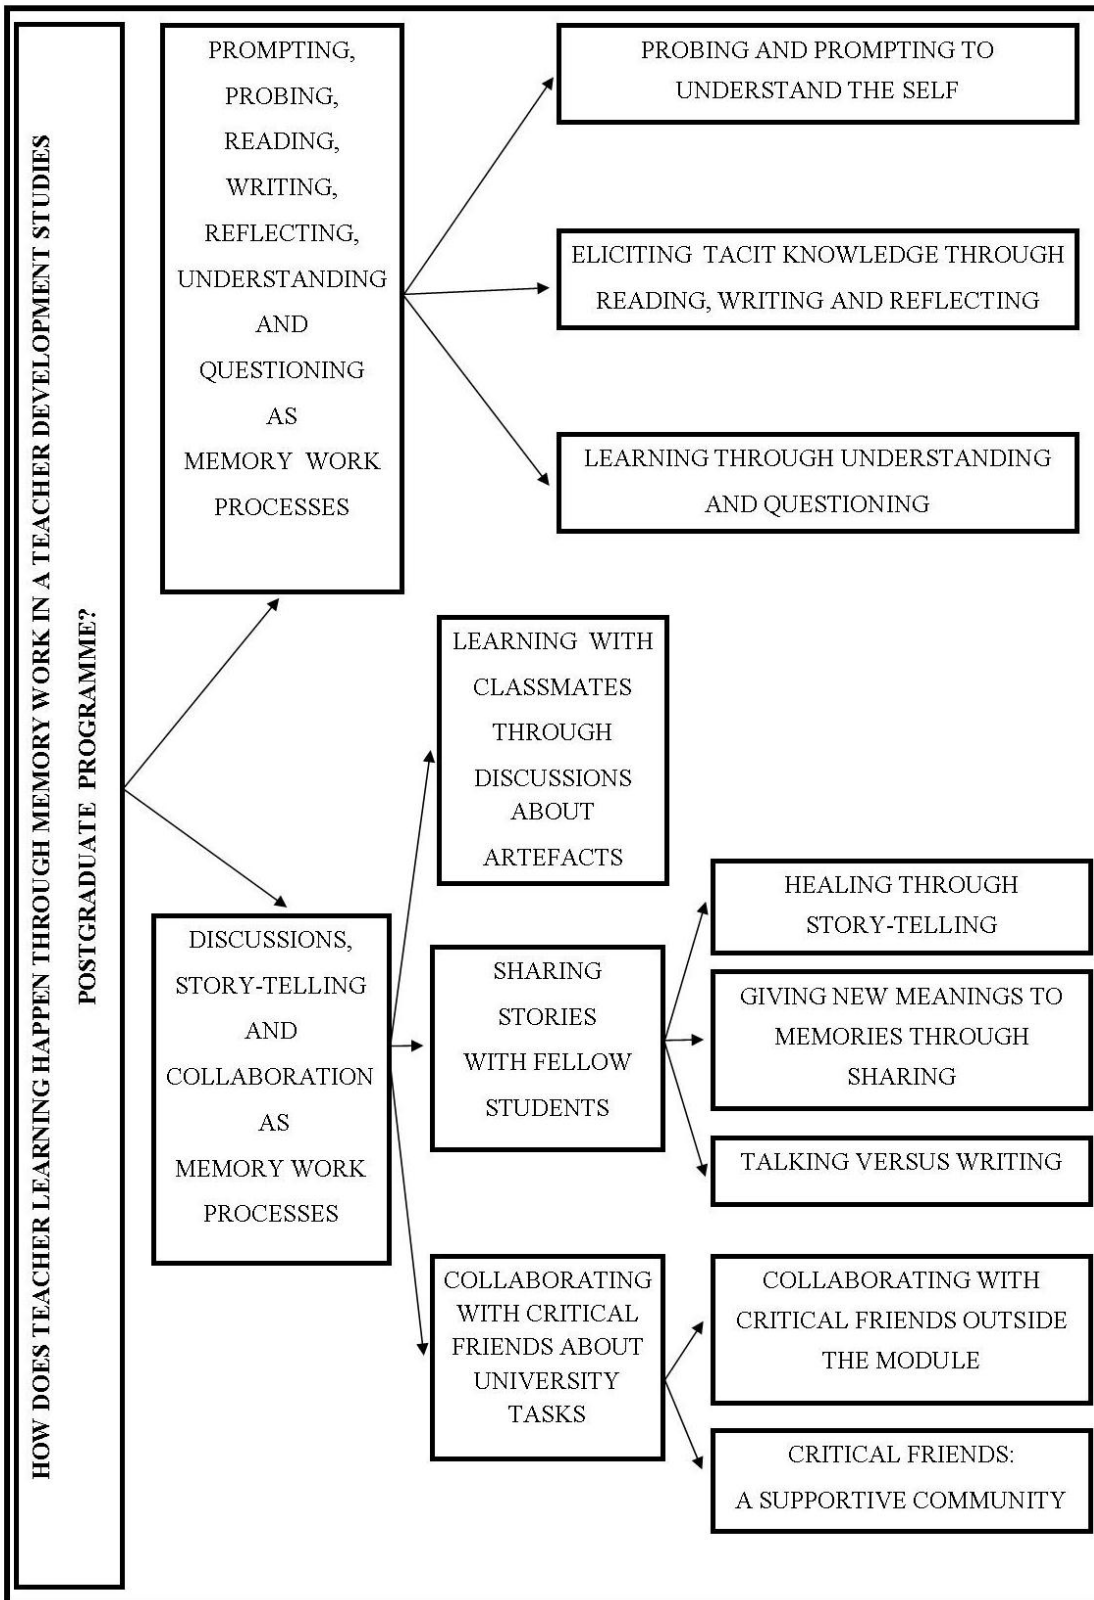 HOW DOES TEACHER LEARNING HAPPEN THROUGH MEMORY WORK IN A TEACHER DEVELOPMENT STUDIES
POSTGRADUATE PROGRAMME?
PROMPTING,
PROBING,
READING,
WRITING,
REFLECTING,
UNDERSTANDING
AND
QUESTIONING
AS
MEMORY WORK
PROCESSES
PROBING AND PROMPTING TO
UNDERSTAND THE SELF
ELICITING TACIT KNOWLEDGE THROUGH
READING, WRITING AND REFLECTING
LEARNING THROUGH UNDERSTANDING
AND QUESTIONING
DISCUSSIONS,
STORY-TELLING
AND
COLLABORATION
AS
MEMORY WORK
PROCESSES
LEARNING WITH
CLASSMATES
THROUGH
DISCUSSIONS
ABOUT
ARTEFACTS
SHARING
STORIES
WITH FELLOW
STUDENTS
HEALING THROUGH
STORY-TELLING
GIVING NEW MEANINGS TO
MEMORIES THROUGH
SHARING
TALKING VERSUS WRITING
COLLABORATING
WITH CRITICAL
FRIENDS ABOUT
UNIVERSITY
TASKS
COLLABORATING WITH
CRITICAL FRIENDS OUTSIDE
THE MODULE
CRITICAL FRIENDS:
A SUPPORTIVE COMMUNITY